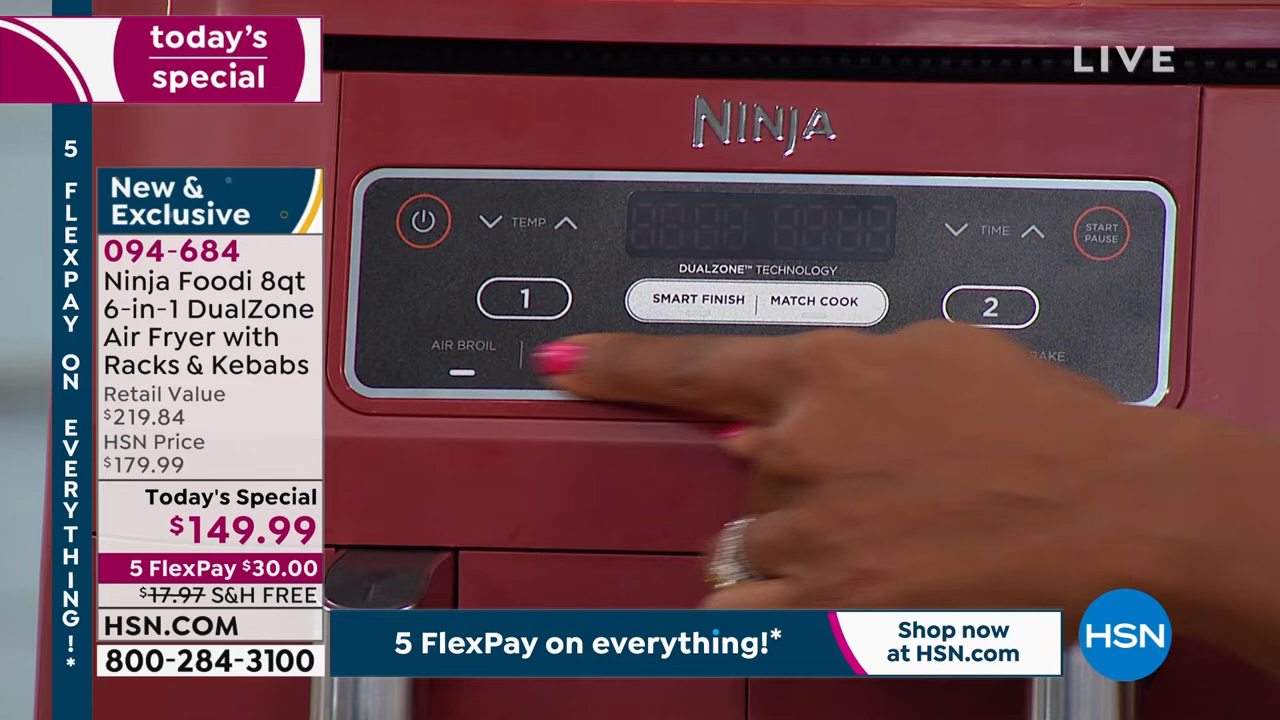 today's
special
LIVE
5 FLEXPAY ON EVERYTHING!*
New &
Exclusive
094-684
Ninja Foodi 8qt
6-in-1 DualZone
Air Fryer with
Racks & Kebabs
Retail Value
$219.84
HSN Price
$179.99
Today's Special
$149.99
5 FlexPay $30.00
$17.97 S&H FREE
HSN.COM
800-284-3100
NINJA
TEMP
TIME
START
PAUSE
DUALZONE™ TECHNOLOGY
1
SMART FINISH | MATCH COOK
2
AIR BROIL
BAKE
5 FlexPay on everything!*
Shop now
at HSN.com
HSN